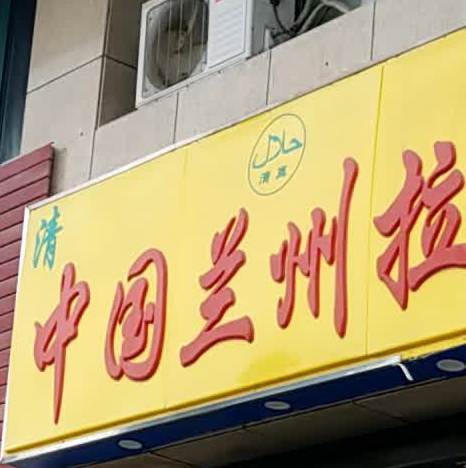 حلال
清真
清
中国兰州拉